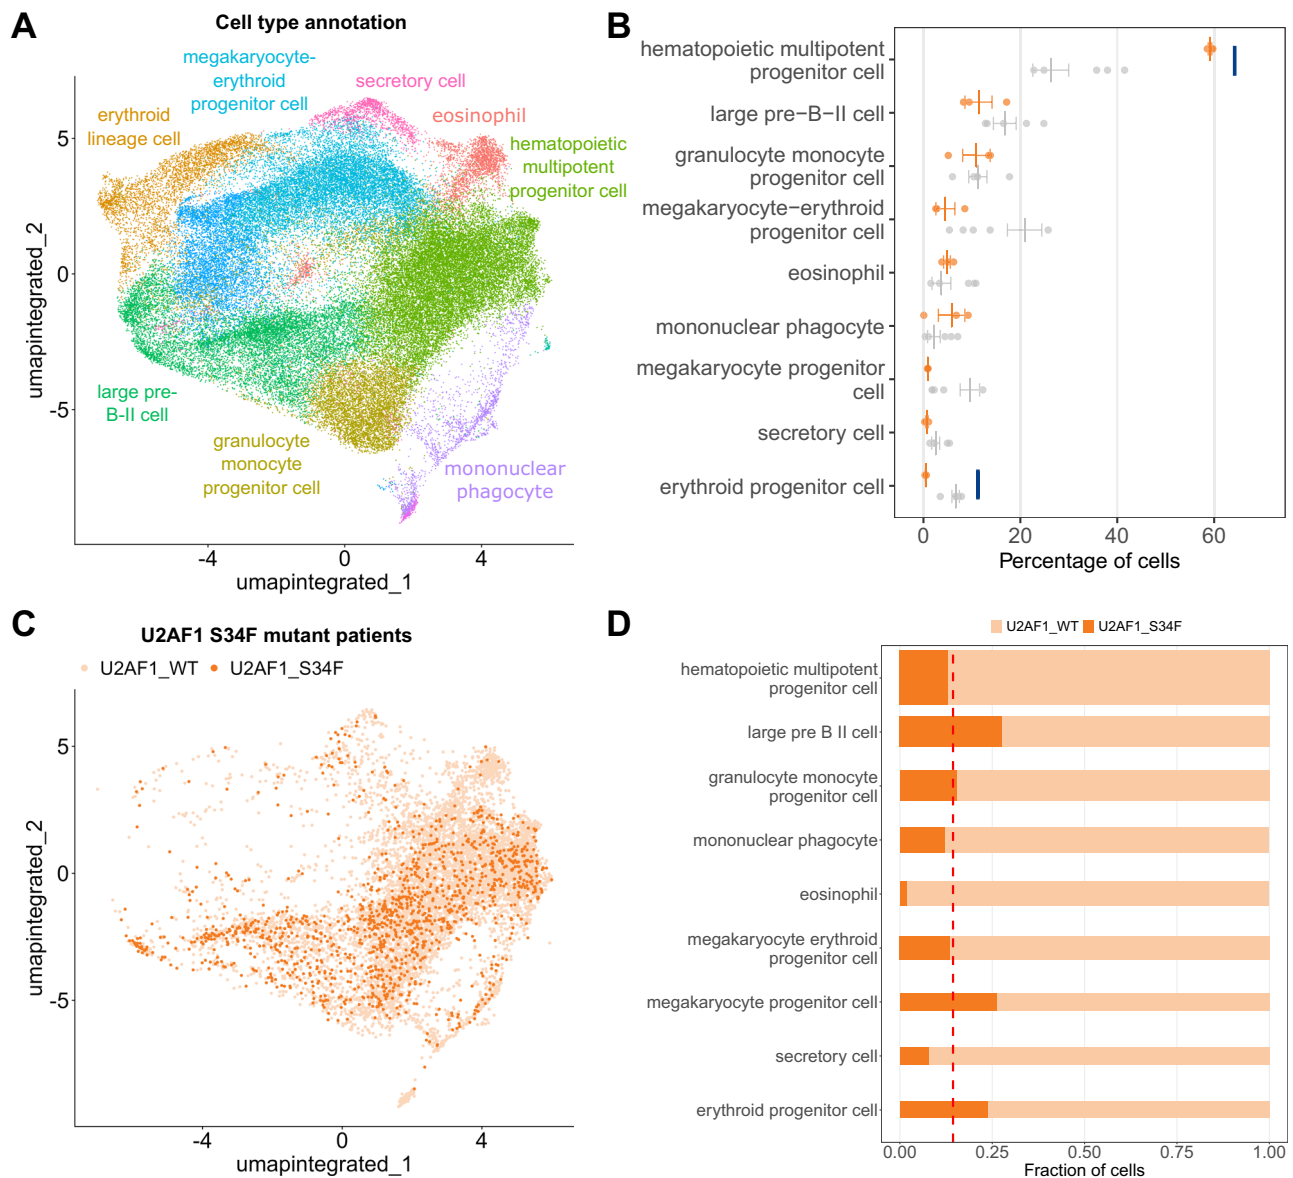 A
Cell type annotation
megakaryocyte-
erythroid
progenitor cell
secretory cell
erythroid
lineage cell
eosinophil
hematopoietic
multipotent
progenitor cell
large pre-
B-II cell
granulocyte
monocyte
progenitor cell
mononuclear
phagocyte
umapintegrated_2
5
0
-5
-4
0
4
umapintegrated_1
B
hematopoietic multipotent
progenitor cell
large pre−B−II cell
granulocyte monocyte
progenitor cell
megakaryocyte−erythroid
progenitor cell
eosinophil
mononuclear phagocyte
megakaryocyte progenitor
cell
secretory cell
erythroid progenitor cell
0
20
40
60
Percentage of cells
C
U2AF1 S34F mutant patients
U2AF1_WT
U2AF1_S34F
umapintegrated_2
5
0
-5
-4
0
4
umapintegrated_1
D
U2AF1_WT
U2AF1_S34F
hematopoietic multipotent
progenitor cell
large pre B II cell
granulocyte monocyte
progenitor cell
mononuclear phagocyte
eosinophil
megakaryocyte erythroid
progenitor cell
megakaryocyte progenitor cell
secretory cell
erythroid progenitor cell
0.00
0.25
0.50
0.75
1.00
Fraction of cells